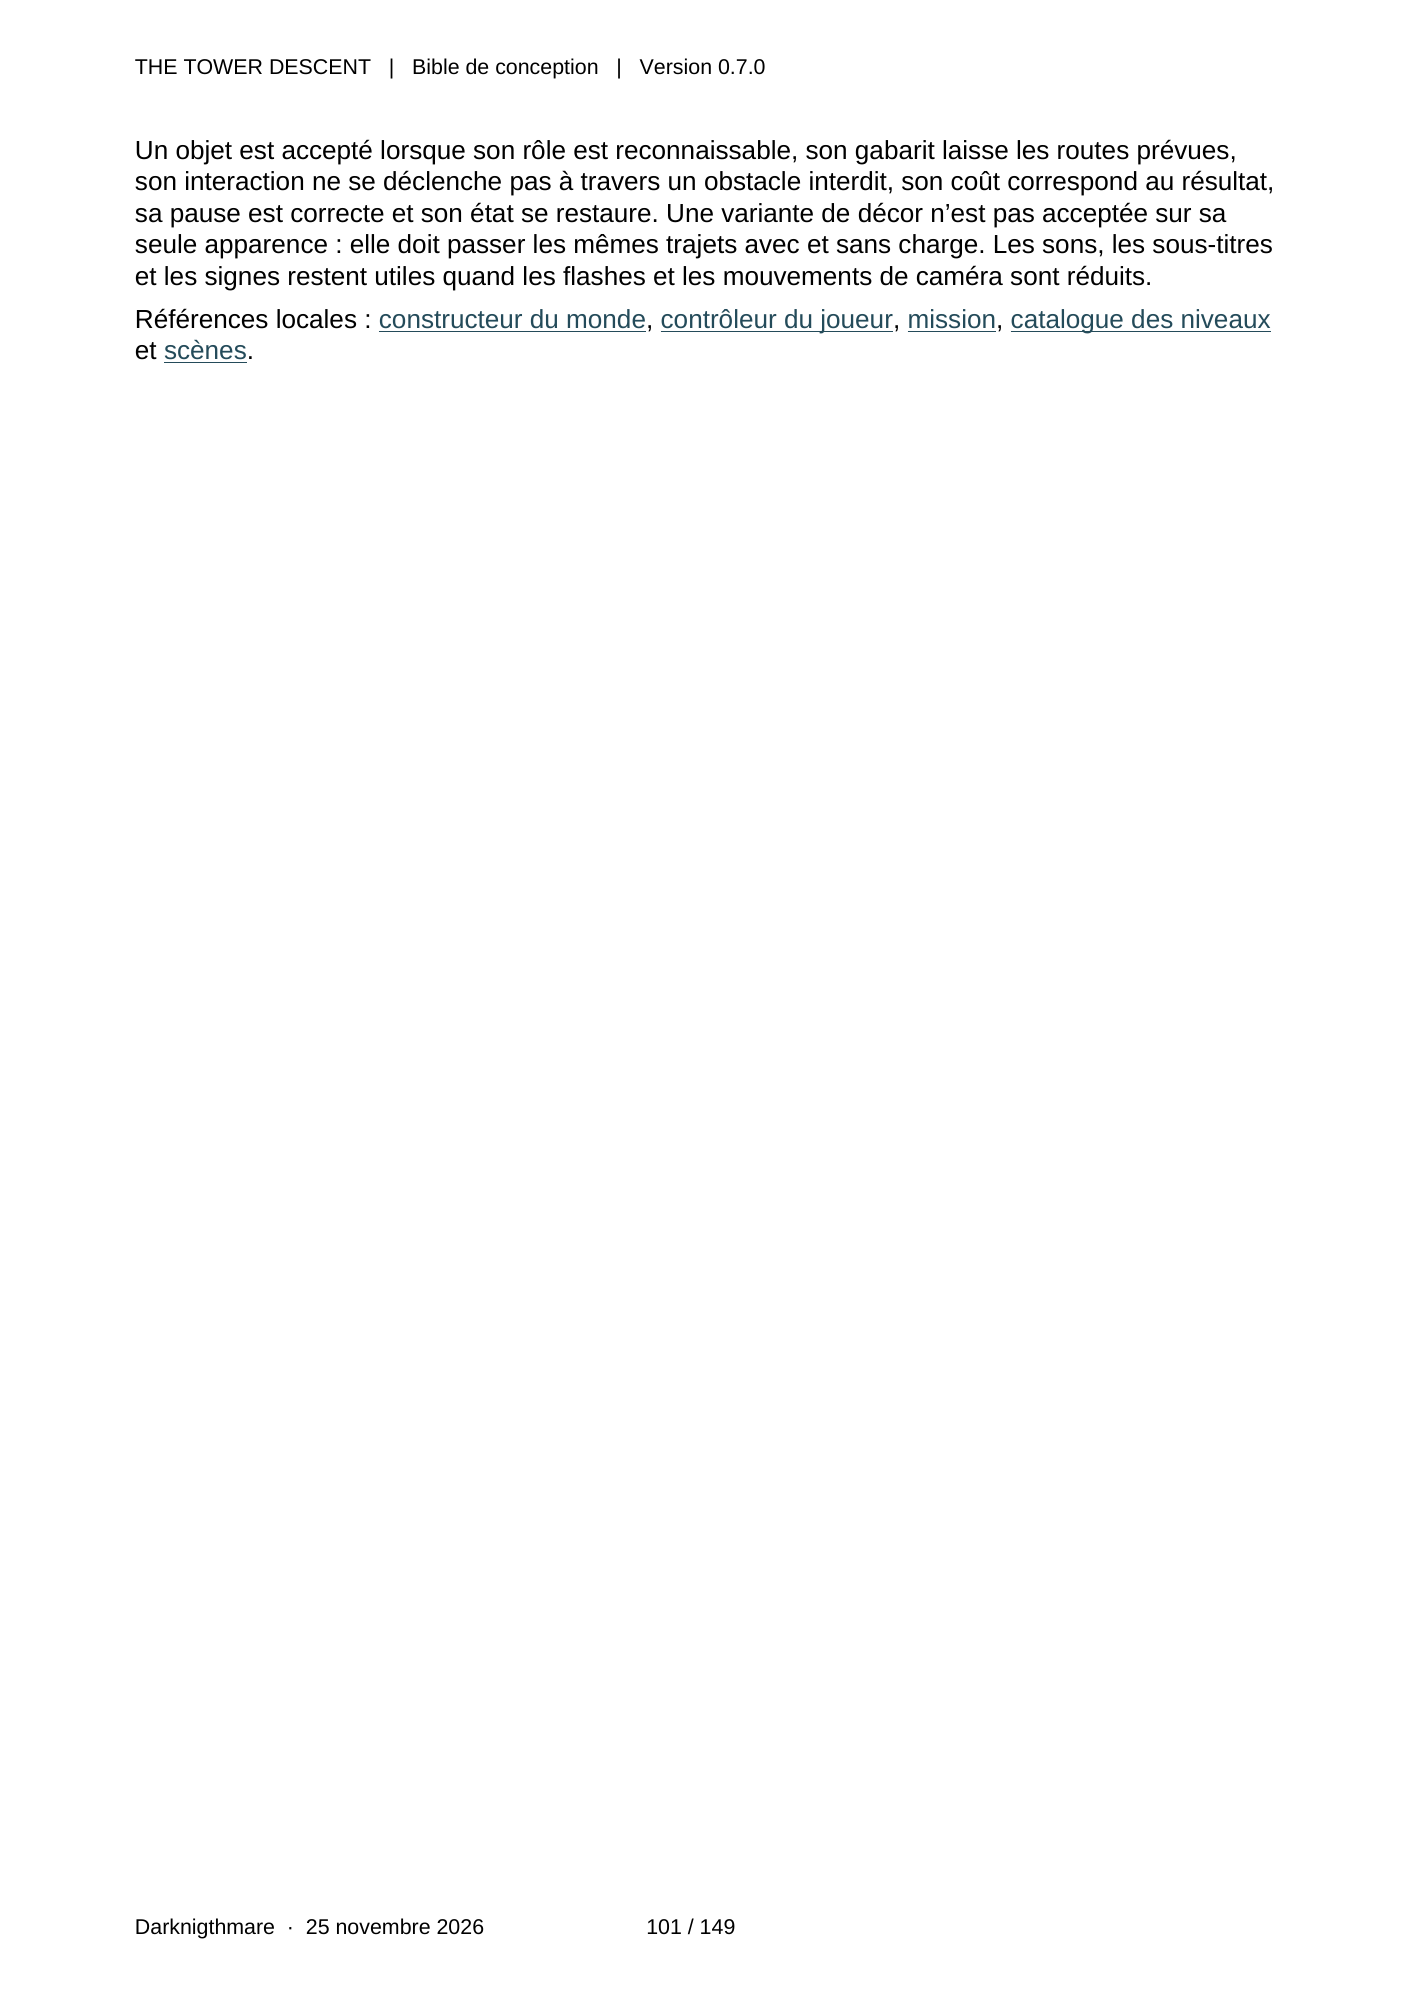 THE TOWER DESCENT | Bible de conception | Version 0.7.0
Un objet est accepté lorsque son rôle est reconnaissable, son gabarit laisse les routes prévues,
son interaction ne se déclenche pas à travers un obstacle interdit, son coût correspond au résultat,
sa pause est correcte et son état se restaure. Une variante de décor n’est pas acceptée sur sa
seule apparence : elle doit passer les mêmes trajets avec et sans charge. Les sons, les sous-titres
et les signes restent utiles quand les flashes et les mouvements de caméra sont réduits.
Références locales : constructeur du monde, contrôleur du joueur, mission, catalogue des niveaux
et scènes.
Darknigthmare · 25 novembre 2026 101 / 149